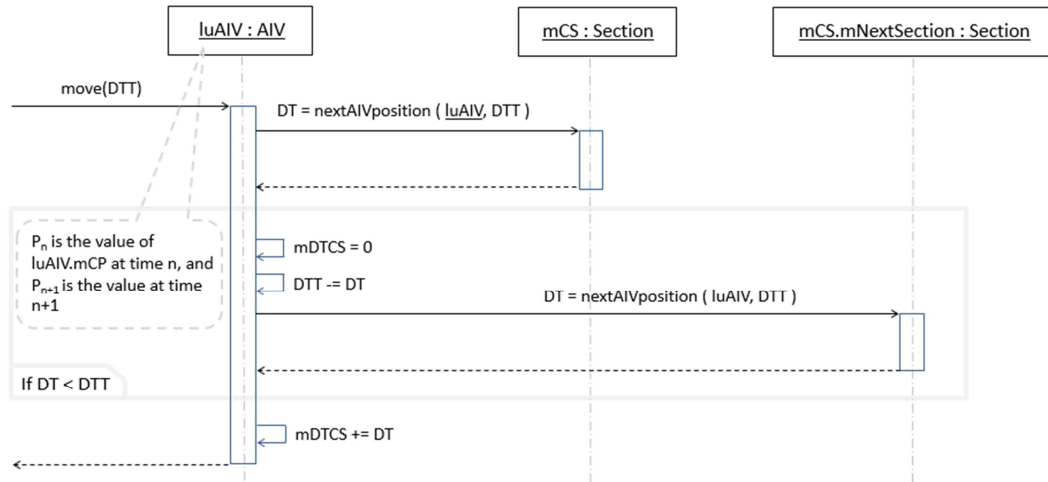 luAIV : AIV
mCS : Section
mCS.mNextSection : Section
move(DTT)
DT = nextAIVposition ( luAIV, DTT )
Pn is the value of
luAIV.mCP at time n, and
Pn+1 is the value at time
n+1
mDTCS = 0
DTT -= DT
DT = nextAIVposition ( luAIV, DTT )
If DT < DTT
mDTCS += DT